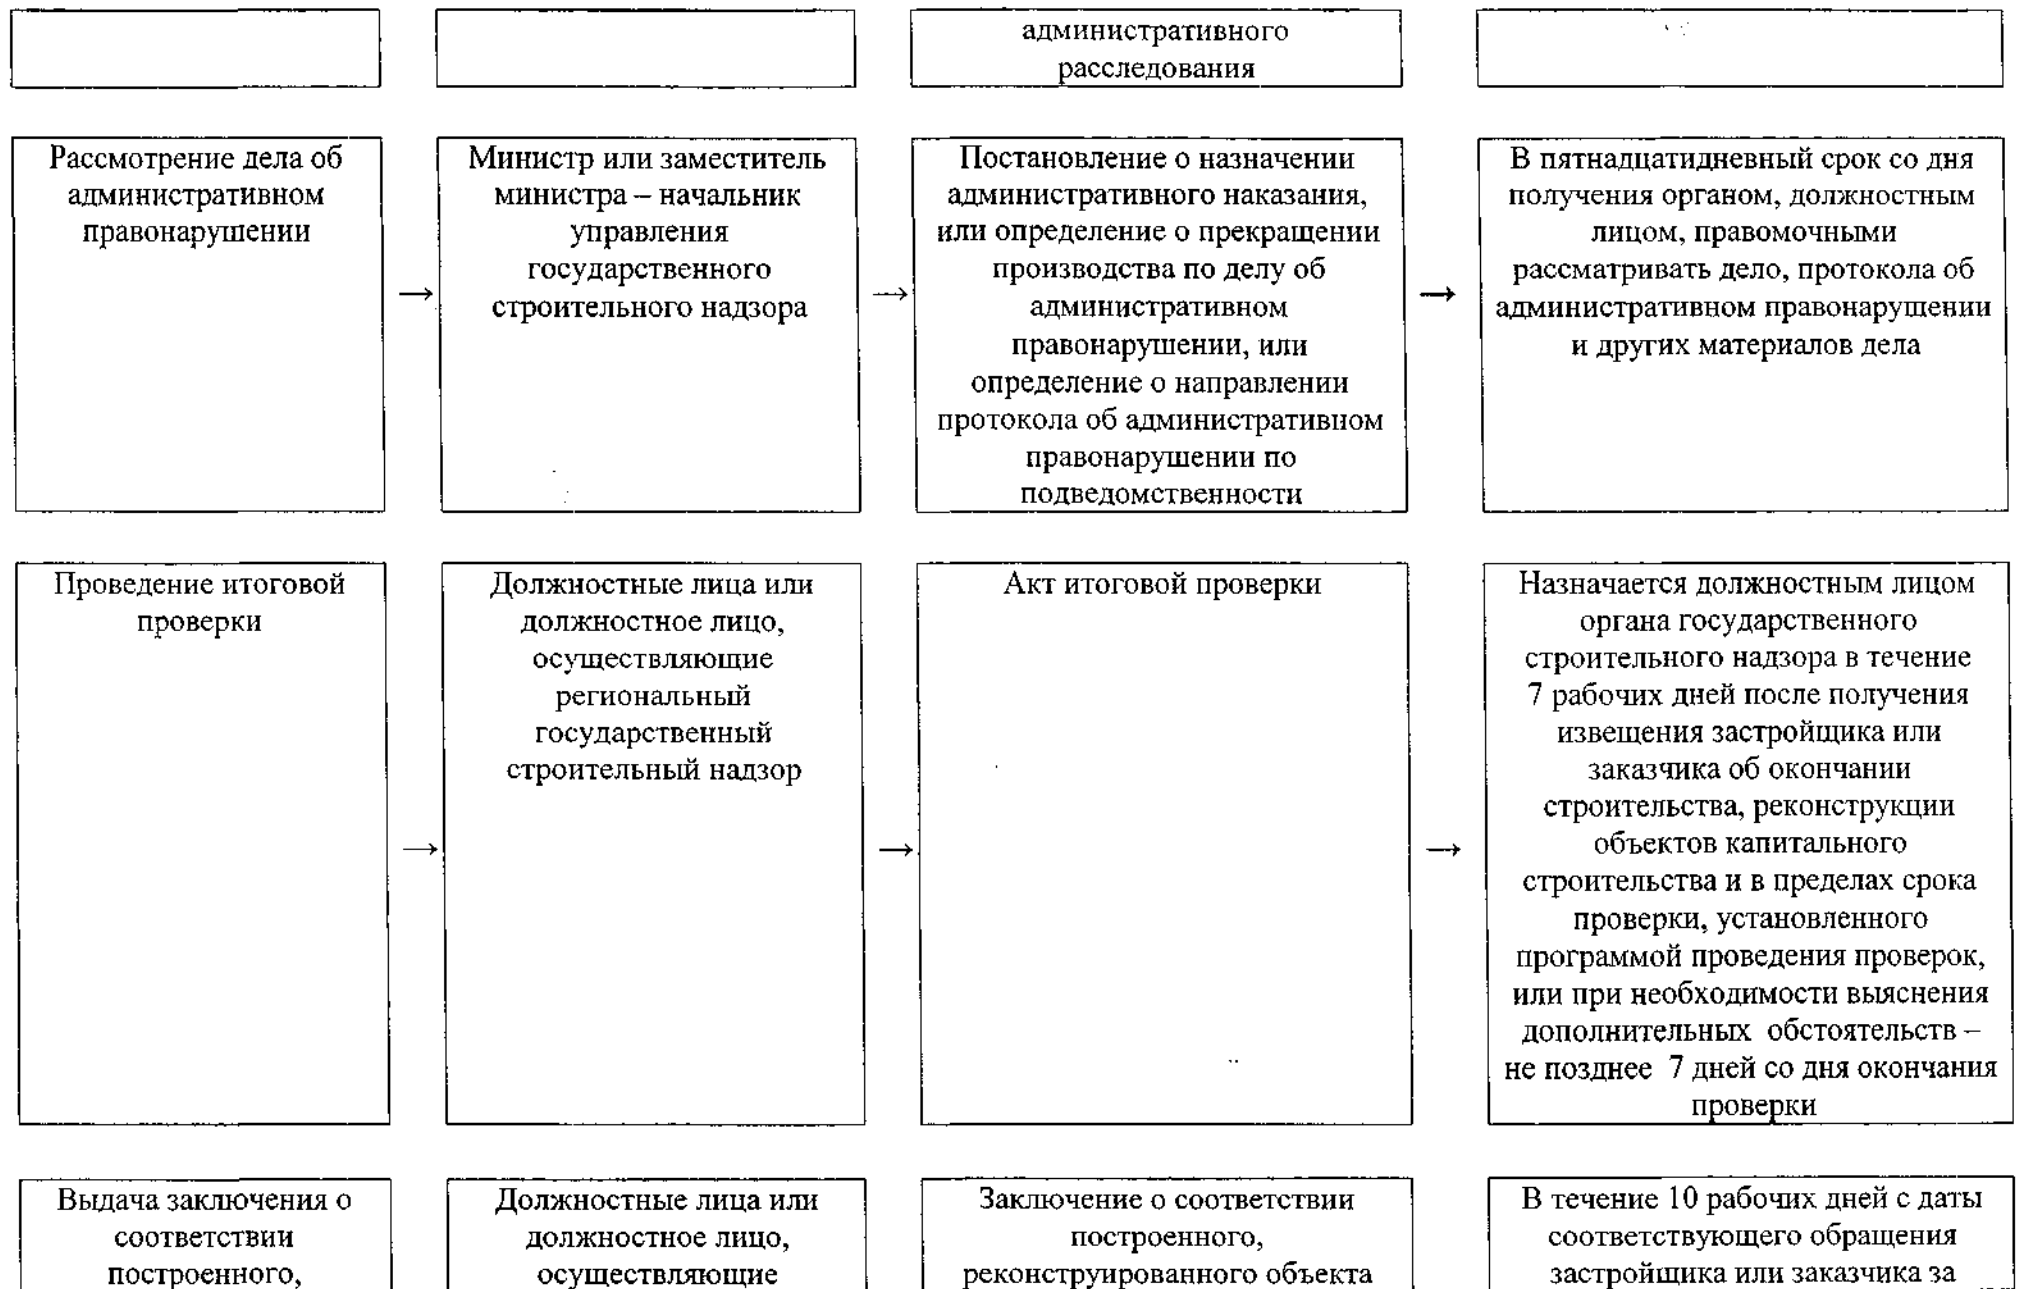 административного
расследования
Рассмотрение дела об
административном
правонарушении
→
Министр или заместитель
министра – начальник
управления
государственного
строительного надзора
→
Постановление о назначении
административного наказания,
или определение о прекращении
производства по делу об
административном
правонарушении, или
определение о направлении
протокола об административном
правонарушении по
подведомственности
→
В пятнадцатидневный срок со дня
получения органом, должностным
лицом, правомочными
рассматривать дело, протокола об
административном правонарушении
и других материалов дела
Проведение итоговой
проверки
→
Должностные лица или
должностное лицо,
осуществляющие
региональный
государственный
строительный надзор
→
Акт итоговой проверки
→
Назначается должностным лицом
органа государственного
строительного надзора в течение
7 рабочих дней после получения
извещения застройщика или
заказчика об окончании
строительства, реконструкции
объектов капитального
строительства и в пределах срока
проверки, установленного
программой проведения проверок,
или при необходимости выяснения
дополнительных обстоятельств –
не позднее 7 дней со дня окончания
проверки
Выдача заключения о
соответствии
построенного,
Должностные лица или
должностное лицо,
осуществляющие
Заключение о соответствии
построенного,
реконструированного объекта
В течение 10 рабочих дней с даты
соответствующего обращения
застройщика или заказчика за